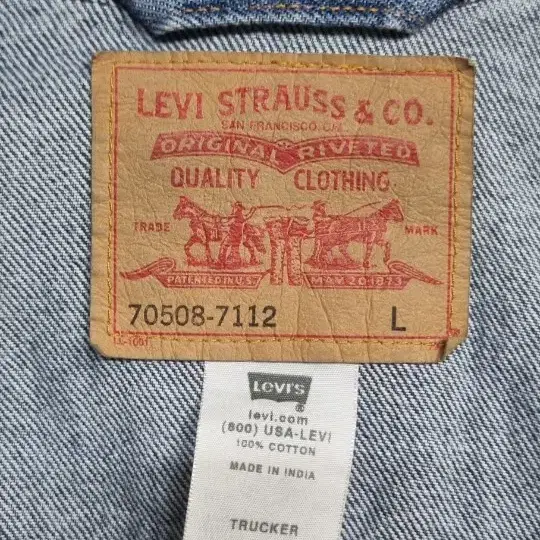 LEVI STRAUSS & CO.
SAN FRANCISCO, CAL.
ORIGINAL RIVETED
QUALITY CLOTHING
TRADE MARK
PATENTED IN U.S. MAY 20 1873
70508-7112 L
Levi's
®
levi.com
(800) USA-LEVI
100% COTTON
MADE IN INDIA
TRUCKER